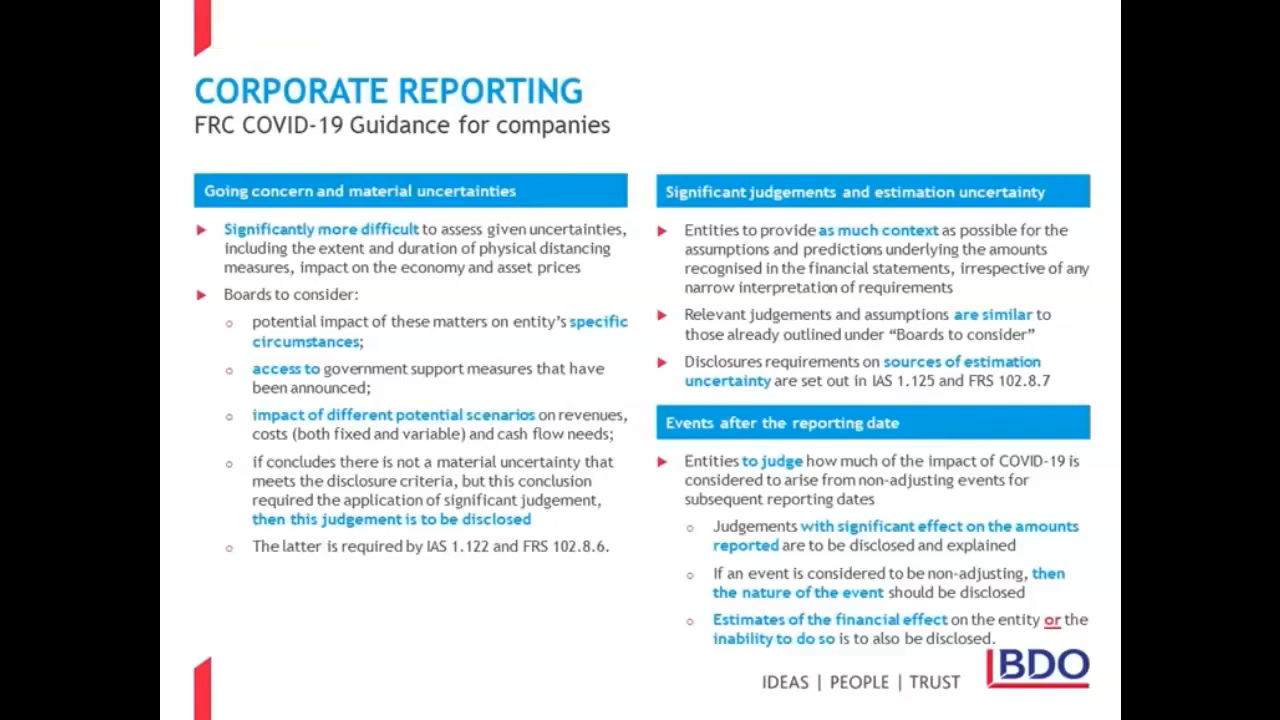 CORPORATE REPORTING
FRC COVID-19 Guidance for companies
Going concern and material uncertainties
Significantly more difficult to assess given uncertainties,
including the extent and duration of physical distancing
measures, impact on the economy and asset prices
Boards to consider:
potential impact of these matters on entity's specific
circumstances;
access to government support measures that have
been announced;
impact of different potential scenarios on revenues,
costs (both fixed and variable) and cash flow needs;
if concludes there is not a material uncertainty that
meets the disclosure criteria, but this conclusion
required the application of significant judgement,
then this judgement is to be disclosed
The latter is required by IAS 1.122 and FRS 102.8.6.
Significant judgements and estimation uncertainty
Entities to provide as much context as possible for the
assumptions and predictions underlying the amounts
recognised in the financial statements, irrespective of any
narrow interpretation of requirements
Relevant judgements and assumptions are similar to
those already outlined under "Boards to consider"
Disclosures requirements on sources of estimation
uncertainty are set out in IAS 1.125 and FRS 102.8.7
Events after the reporting date
Entities to judge how much of the impact of COVID-19 is
considered to arise from non-adjusting events for
subsequent reporting dates
Judgements with significant effect on the amounts
reported are to be disclosed and explained
If an event is considered to be non-adjusting, then
the nature of the event should be disclosed
Estimates of the financial effect on the entity or the
inability to do so is to also be disclosed.
IDEAS | PEOPLE | TRUST
BDO